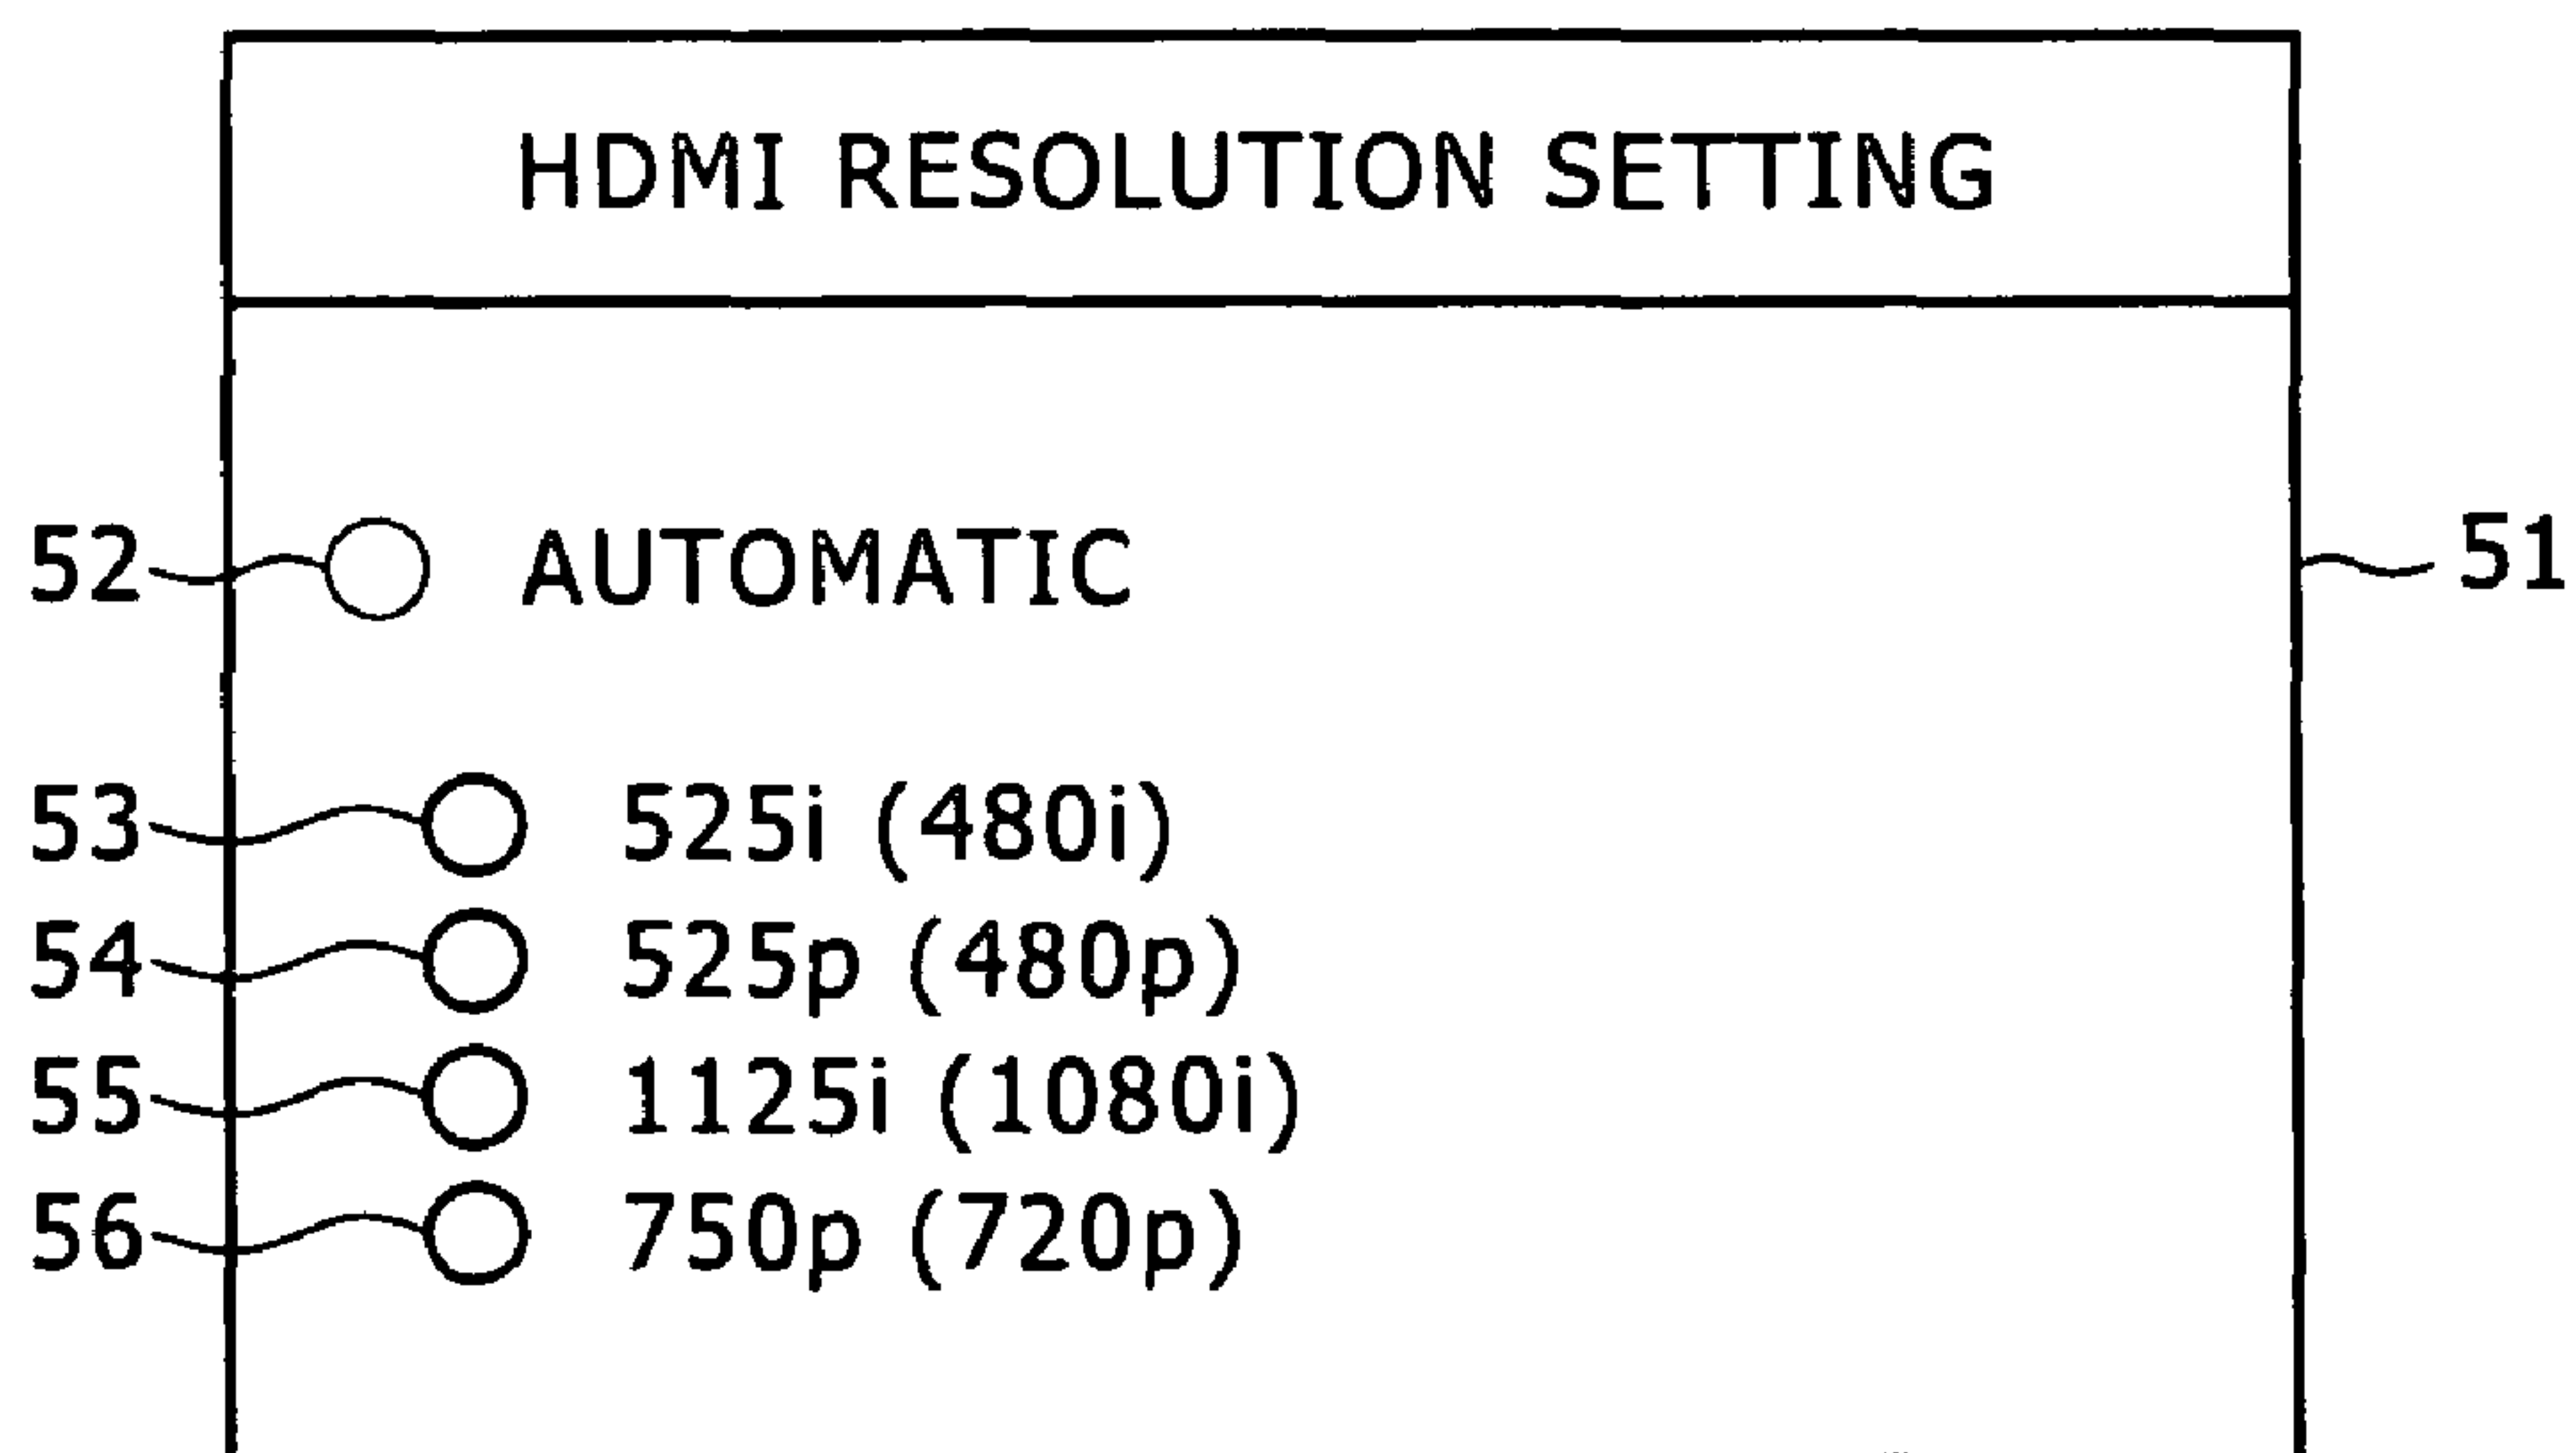 HDMI RESOLUTION SETTING
52 AUTOMATIC 51
53 525i (480i)
54 525p (480p)
55 1125i (1080i)
56 750p (720p)